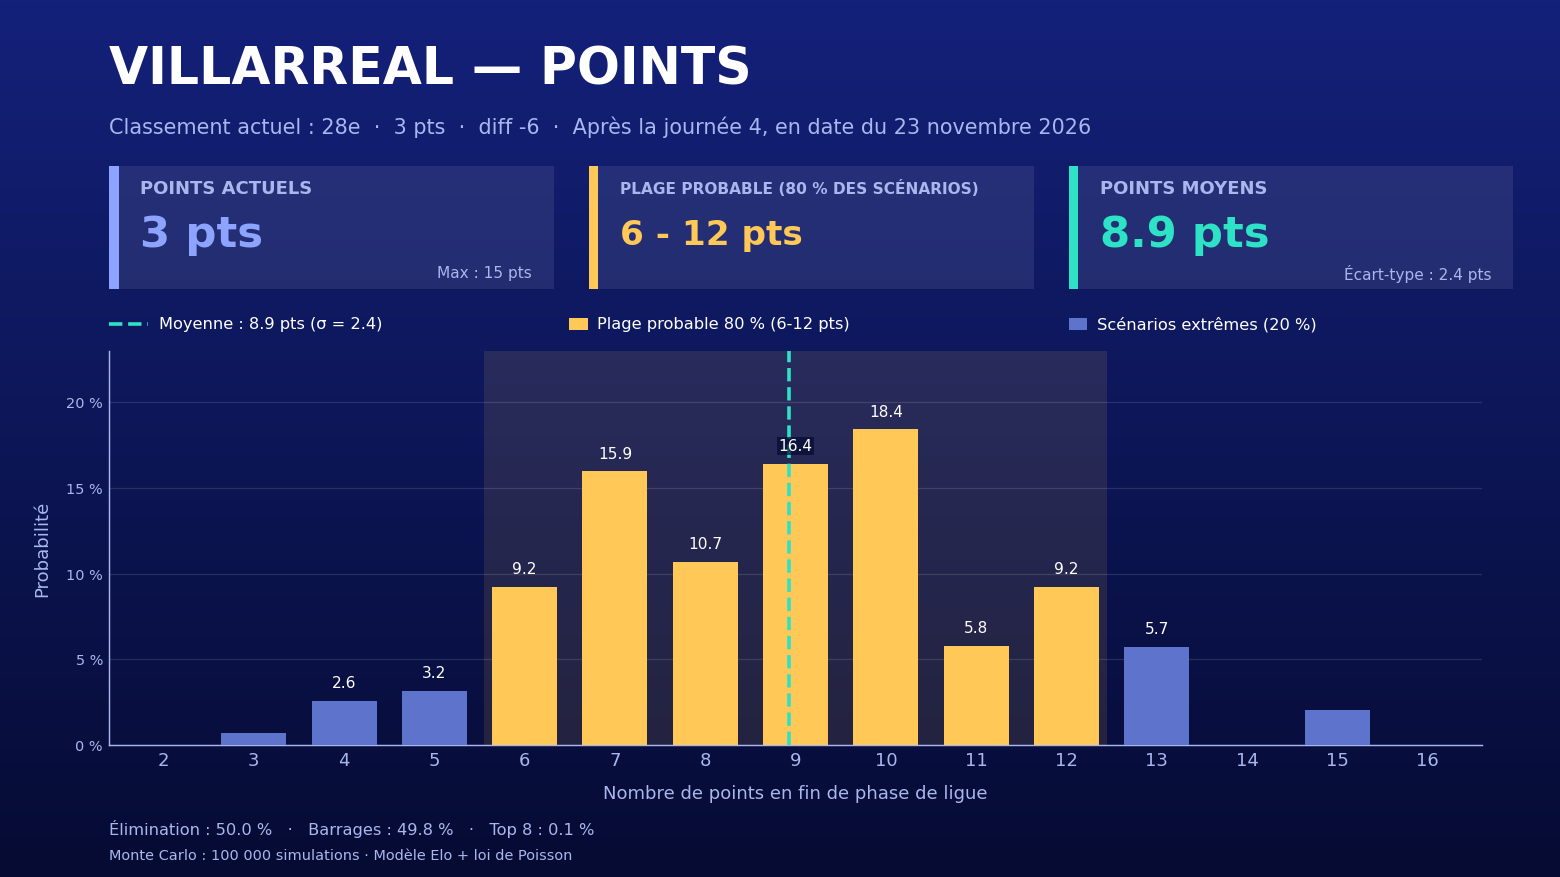 VILLARREAL — POINTS
Classement actuel : 28e · 3 pts · diff -6 · Après la journée 4, en date du 23 novembre 2026
POINTS ACTUELS
3 pts
Max : 15 pts
PLAGE PROBABLE (80 % DES SCÉNARIOS)
6 - 12 pts
POINTS MOYENS
8.9 pts
Écart-type : 2.4 pts
Moyenne : 8.9 pts (σ = 2.4)
Plage probable 80 % (6-12 pts)
Scénarios extrêmes (20 %)
Probabilité
20 %
15 %
10 %
5 %
0 %
2.6
3.2
9.2
15.9
10.7
16.4
18.4
5.8
9.2
5.7
2 3 4 5 6 7 8 9 10 11 12 13 14 15 16
Nombre de points en fin de phase de ligue
Élimination : 50.0 % · Barrages : 49.8 % · Top 8 : 0.1 %
Monte Carlo : 100 000 simulations · Modèle Elo + loi de Poisson